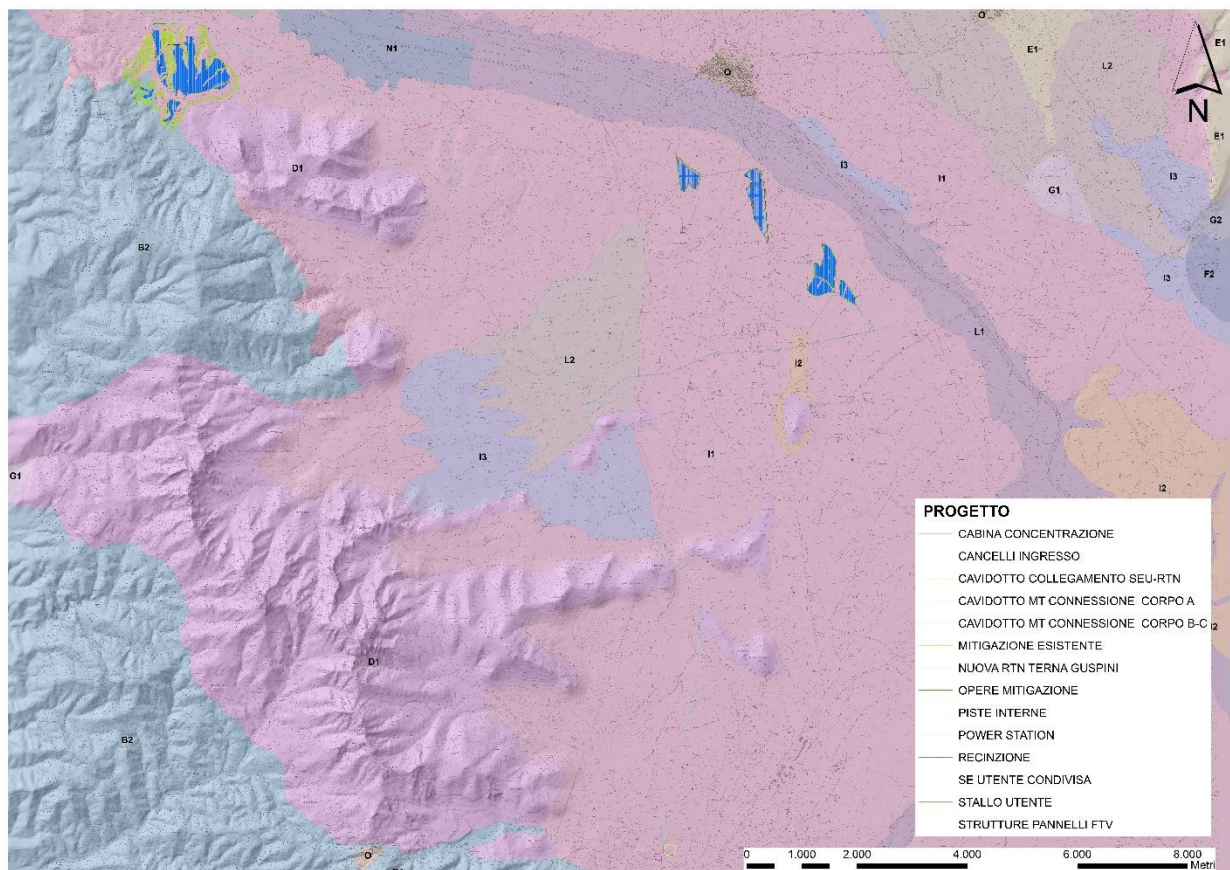 O
N1
E1
E1
L2
O
N
E1
D1
I3
I1
I3
G1
G2
B2
I3
F2
L1
L2
I2
I3
I1
G1
I2
PROGETTO
CABINA CONCENTRAZIONE
CANCELLI INGRESSO
CAVIDOTTO COLLEGAMENTO SEU-RTN
CAVIDOTTO MT CONNESSIONE CORPO A
CAVIDOTTO MT CONNESSIONE CORPO B-C
I2
MITIGAZIONE ESISTENTE
NUOVA RTN TERNA GUSPINI
OPERE MITIGAZIONE
PISTE INTERNE
POWER STATION
RECINZIONE
SE UTENTE CONDIVISA
STALLO UTENTE
STRUTTURE PANNELLI FTV
D1
B2
O
0 1.000 2.000 4.000 6.000 8.000
Metri